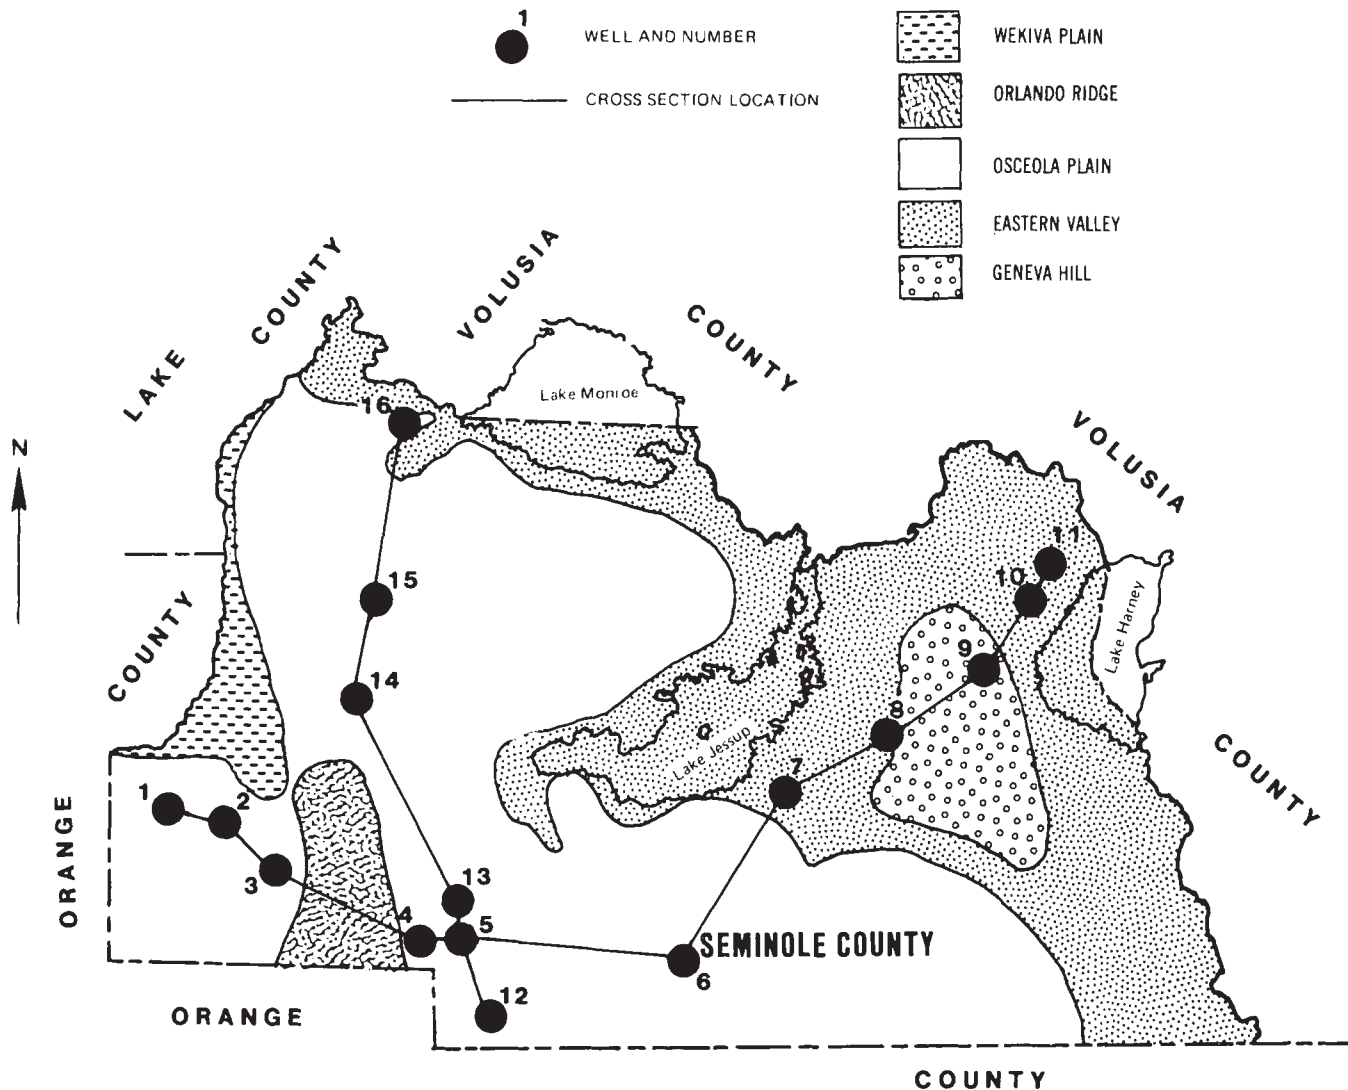 1
WELL AND NUMBER
CROSS SECTION LOCATION
WEKIVA PLAIN
ORLANDO RIDGE
OSCEOLA PLAIN
EASTERN VALLEY
GENEVA HILL
LAKE COUNTY
VOLUSIA COUNTY
Lake Monroe
VOLUSIA COUNTY
N
16
11
10
15
COUNTY
Lake Harney
9
14
8
Lake Jessup
7
1
2
ORANGE
3
13
4
5
SEMINOLE COUNTY
6
12
ORANGE
COUNTY